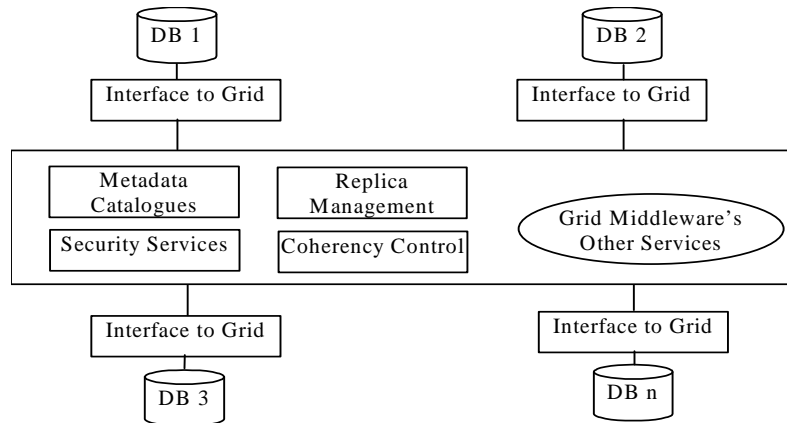 DB 1
DB 2
Interface to Grid
Interface to Grid
Metadata
Catalogues
Replica
Management
Security Services
Coherency Control
Grid Middleware's
Other Services
Interface to Grid
Interface to Grid
DB 3
DB n